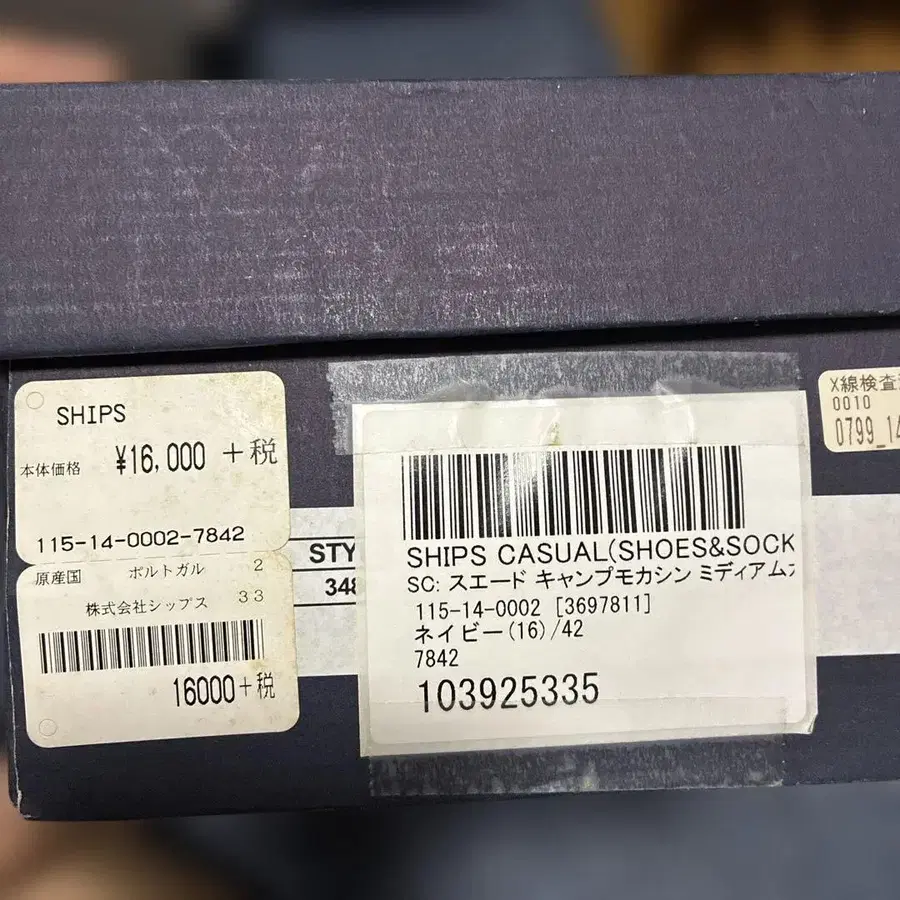 SHIPS
本体価格 ¥16,000 +税
115-14-0002-7842
原産国 ポルトガル 2
株式会社シップス 33
16000+税
STY
348
SHIPS CASUAL(SHOES&SOCK
SC: スエード キャンプモカシン ミディアム
115-14-0002 [3697811]
ネイビー(16)/42
7842
103925335
X線検査
0010
0799_14